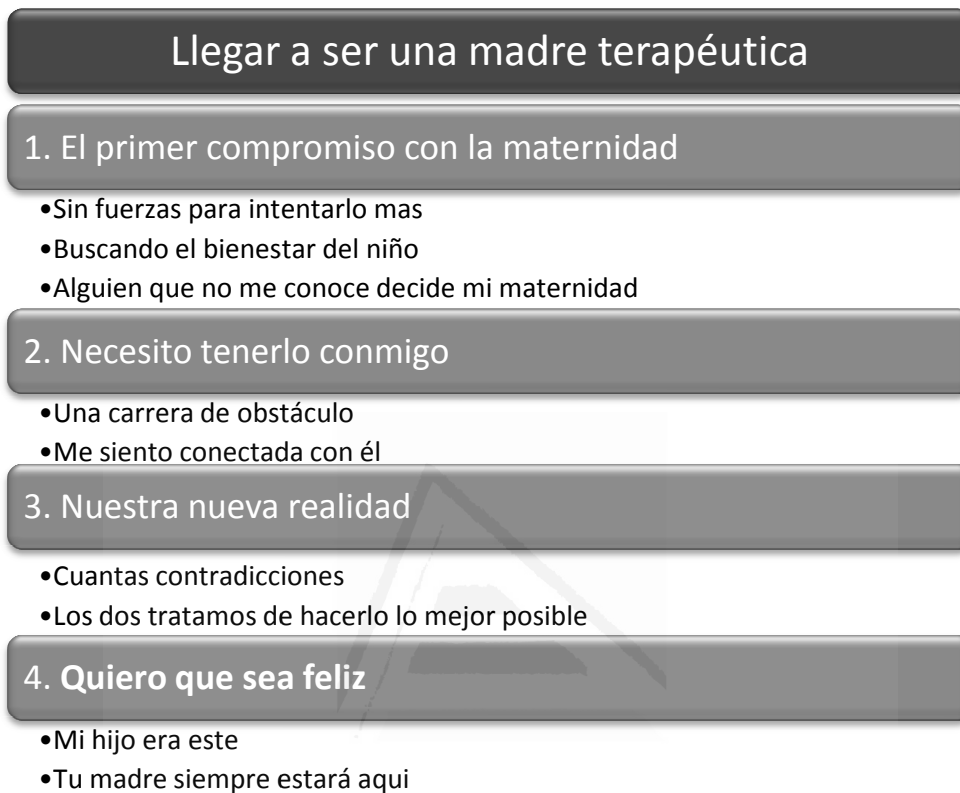 Llegar a ser una madre terapéutica
1. El primer compromiso con la maternidad
•Sin fuerzas para intentarlo mas
•Buscando el bienestar del niño
•Alguien que no me conoce decide mi maternidad
2. Necesito tenerlo conmigo
•Una carrera de obstáculo
•Me siento conectada con él
3. Nuestra nueva realidad
•Cuantas contradicciones
•Los dos tratamos de hacerlo lo mejor posible
4. Quiero que sea feliz
•Mi hijo era este
•Tu madre siempre estará aqui